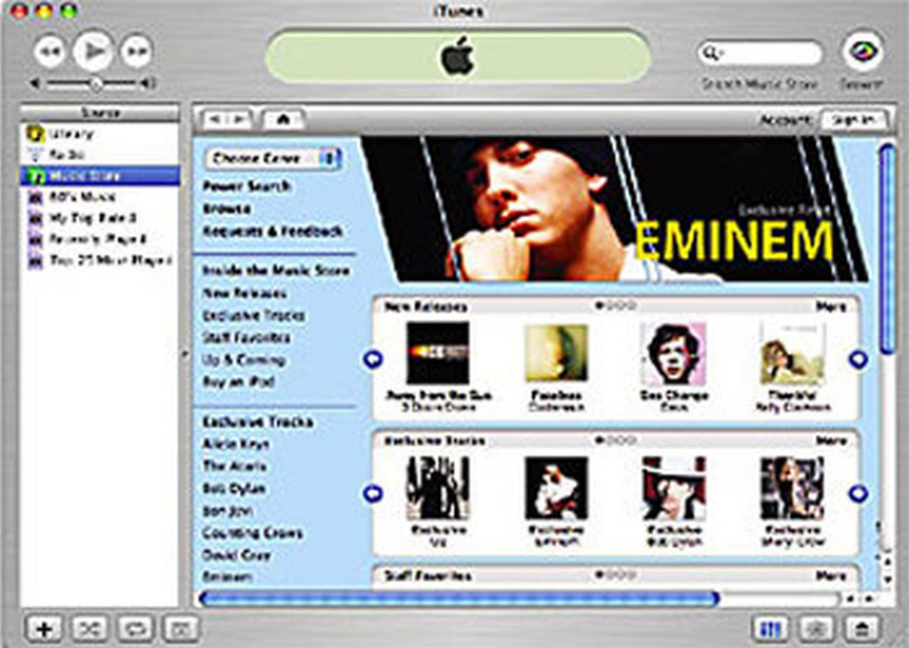 iTunes
Search Music Store
Browse
Source
Library
Radio
Music Store
60's Music
My Top Rated
Recently Played
Top 25 Most Played
Account:
Sign In
Choose Genre
Power Search
Browse
Requests & Feedback
Inside the Music Store
New Releases
Exclusive Tracks
Staff Favorites
Up & Coming
Buy an iPod
Exclusive Tracks
Alicia Keys
The Ataris
Bob Dylan
Bon Jovi
Counting Crows
David Gray
Eminem
Exclusive
EMINEM
New Releases
More
Away from the Sun
3 Doors Down
Faceless
Godsmack
Sea Change
Beck
Thankful
Kelly Clarkson
Exclusive Tracks
More
Exclusive
U2
Exclusive
Eminem
Exclusive
Bob Dylan
Exclusive
Sheryl Crow
Staff Favorites
More